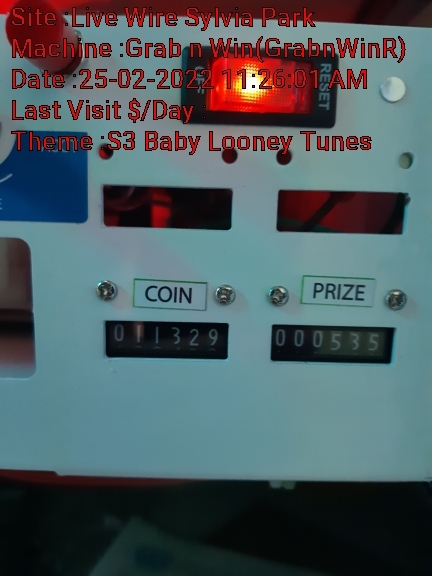 Site :Live Wire Sylvia Park
Machine :Grab n Win(GrabnWinR)
Date :25-02-2022 11:26:01 AM
Last Visit $/Day
Theme :S3 Baby Looney Tunes
RESET
COIN
PRIZE
011329
000535